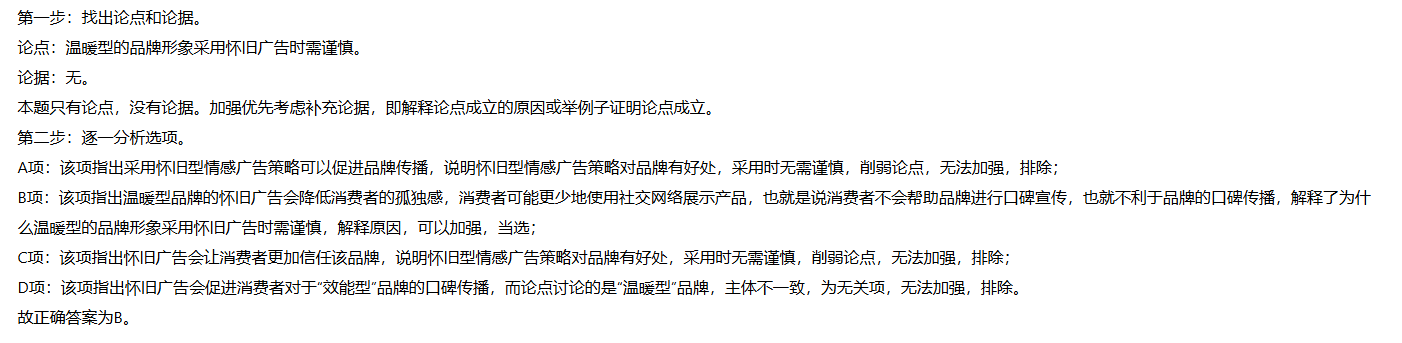 第一步：找出论点和论据。
论点：温暖型的品牌形象采用怀旧广告时需谨慎。
论据：无。
本题只有论点，没有论据。加强优先考虑补充论据，即解释论点成立的原因或举例子证明论点成立。
第二步：逐一分析选项。
A项：该项指出采用怀旧型情感广告策略可以促进品牌传播，说明怀旧型情感广告策略对品牌有好处，采用时无需谨慎，削弱论点，无法加强，排除；
B项：该项指出温暖型品牌的怀旧广告会降低消费者的孤独感，消费者可能更少地使用社交网络展示产品，也就是说消费者不会帮助品牌进行口碑宣传，也就不利于品牌的口碑传播，解释了为什
么温暖型的品牌形象采用怀旧广告时需谨慎，解释原因，可以加强，当选；
C项：该项指出怀旧广告会让消费者更加信任该品牌，说明怀旧型情感广告策略对品牌有好处，采用时无需谨慎，削弱论点，无法加强，排除；
D项：该项指出怀旧广告会促进消费者对于“效能型”品牌的口碑传播，而论点讨论的是“温暖型”品牌，主体不一致，为无关项，无法加强，排除。
故正确答案为B。